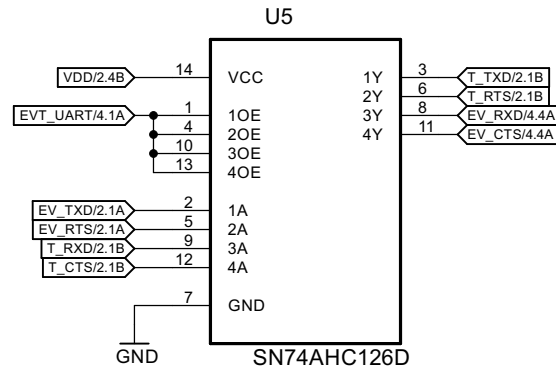 U5
VDD/2.4B 14 VCC 1Y 3 T_TXD/2.1B
2Y 6 T_RTS/2.1B
EVT_UART/4.1A 1 1OE 3Y 8 EV_RXD/4.4A
4 2OE 4Y 11 EV_CTS/4.4A
10 3OE
13 4OE
EV_TXD/2.1A 2 1A
EV_RTS/2.1A 5 2A
T_RXD/2.1B 9 3A
T_CTS/2.1B 12 4A
7 GND
GND SN74AHC126D